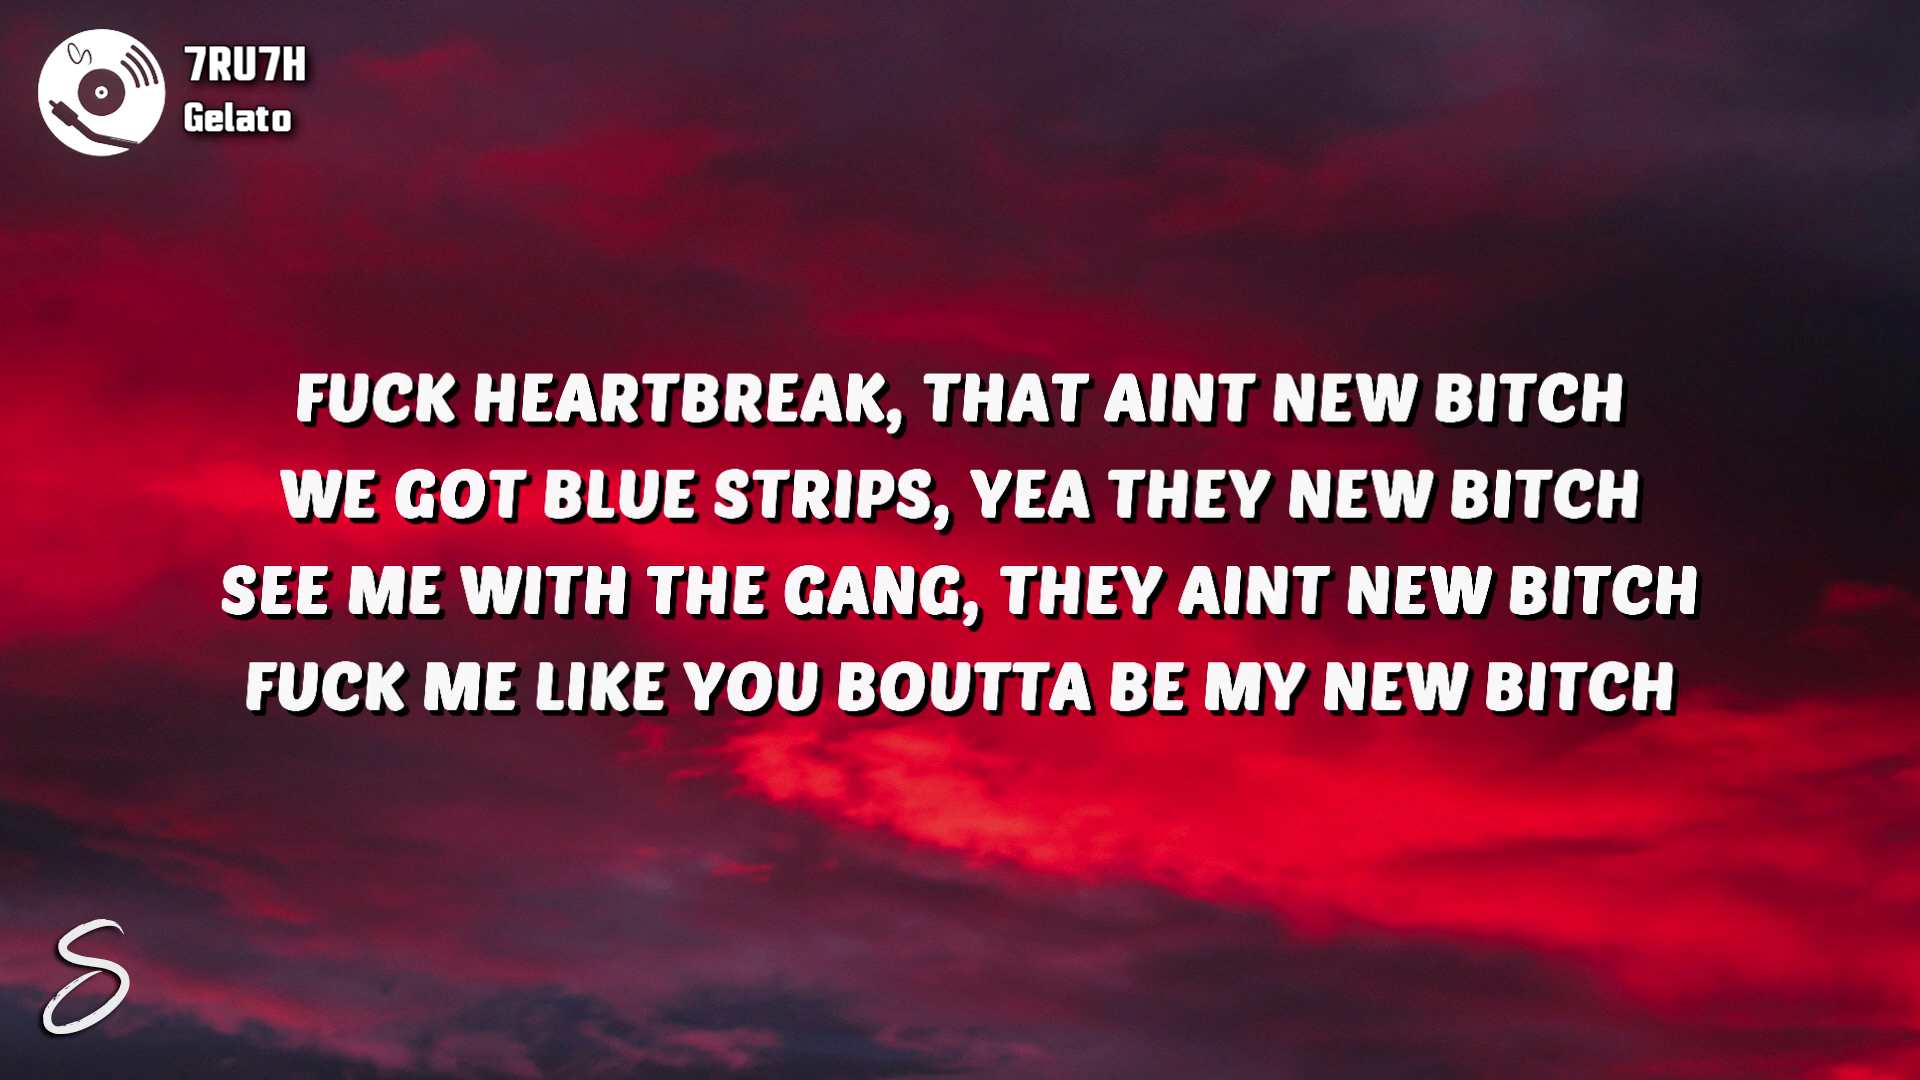 7RU7H
Gelato
FUCK HEARTBREAK, THAT AINT NEW BITCH
WE GOT BLUE STRIPS, YEA THEY NEW BITCH
SEE ME WITH THE GANG, THEY AINT NEW BITCH
FUCK ME LIKE YOU BOUTTA BE MY NEW BITCH
S